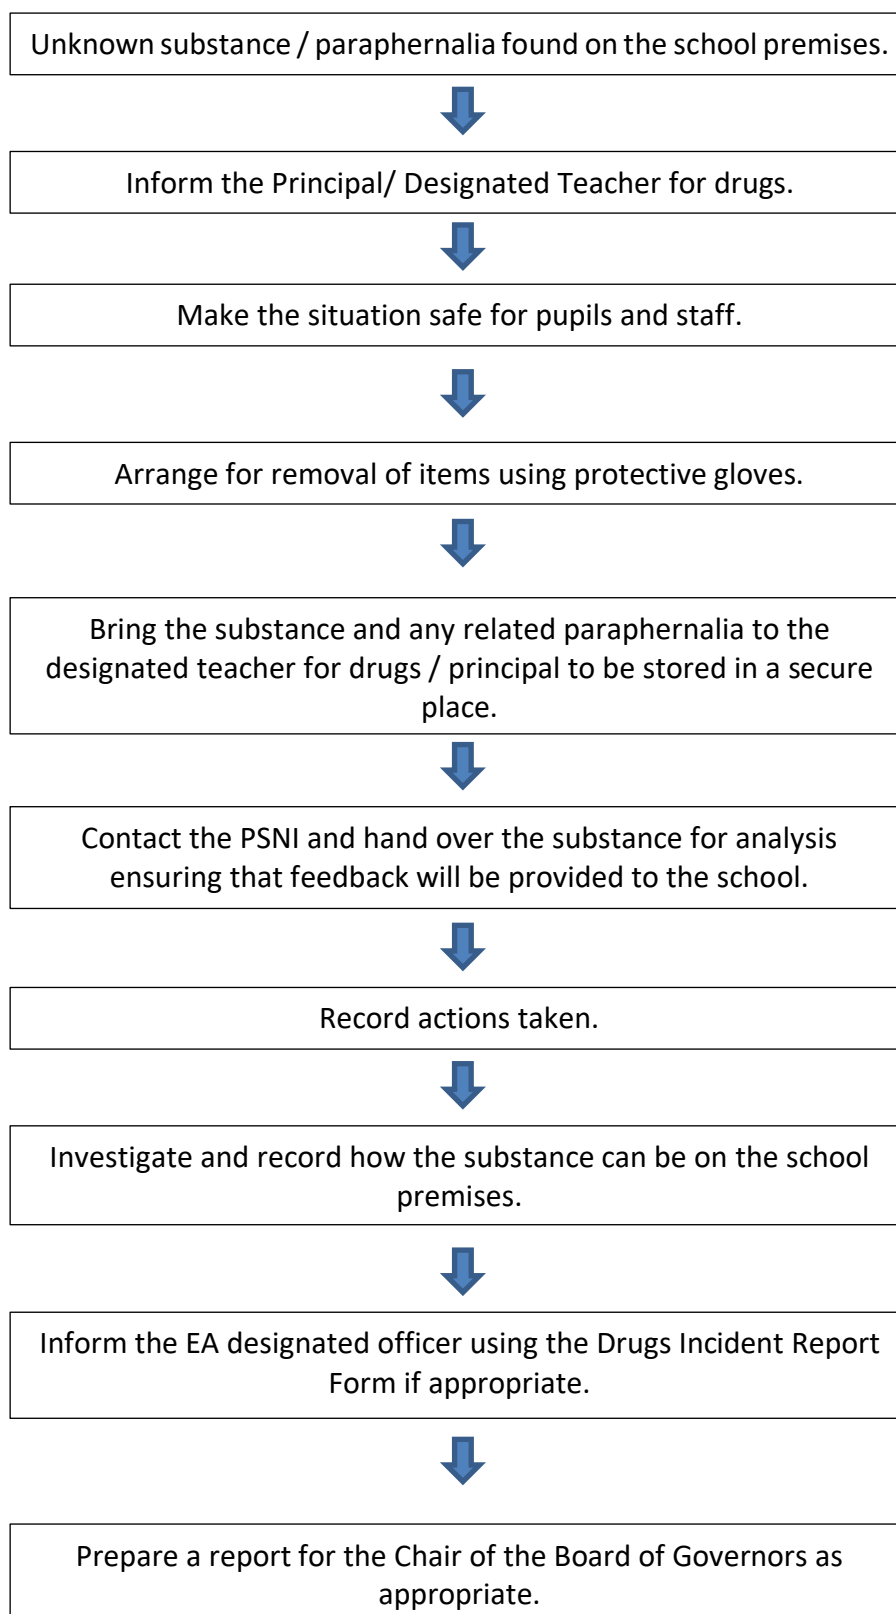 Unknown substance / paraphernalia found on the school premises.
Inform the Principal/ Designated Teacher for drugs.
Make the situation safe for pupils and staff.
Arrange for removal of items using protective gloves.
Bring the substance and any related paraphernalia to the
designated teacher for drugs / principal to be stored in a secure
place.
Contact the PSNI and hand over the substance for analysis
ensuring that feedback will be provided to the school.
Record actions taken.
Investigate and record how the substance can be on the school
premises.
Inform the EA designated officer using the Drugs Incident Report
Form if appropriate.
Prepare a report for the Chair of the Board of Governors as
appropriate.